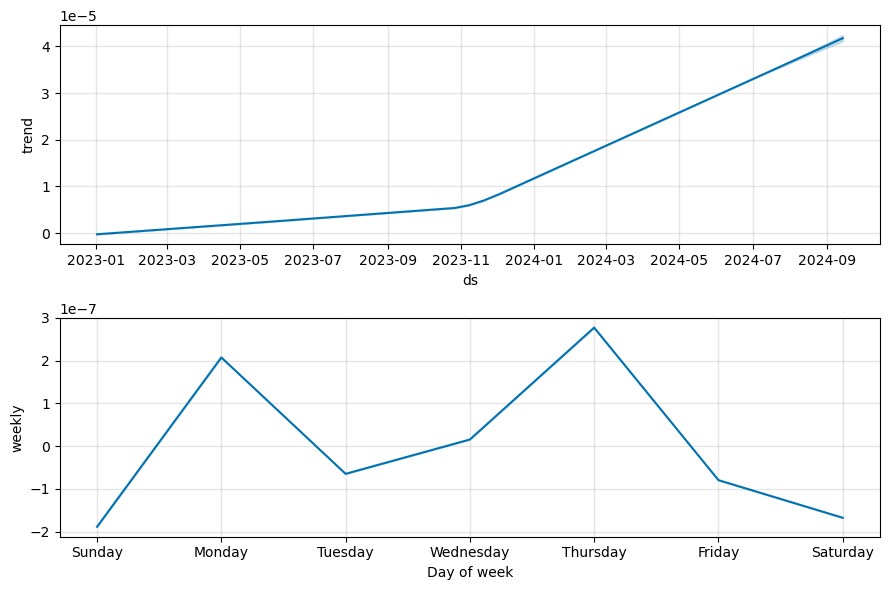 1e−5
4
3
2
1
0
trend
2023-01 2023-03 2023-05 2023-07 2023-09 2023-11 2024-01 2024-03 2024-05 2024-07 2024-09
ds
1e−7
3
2
1
0
−1
−2
weekly
Sunday Monday Tuesday Wednesday Thursday Friday Saturday
Day of week